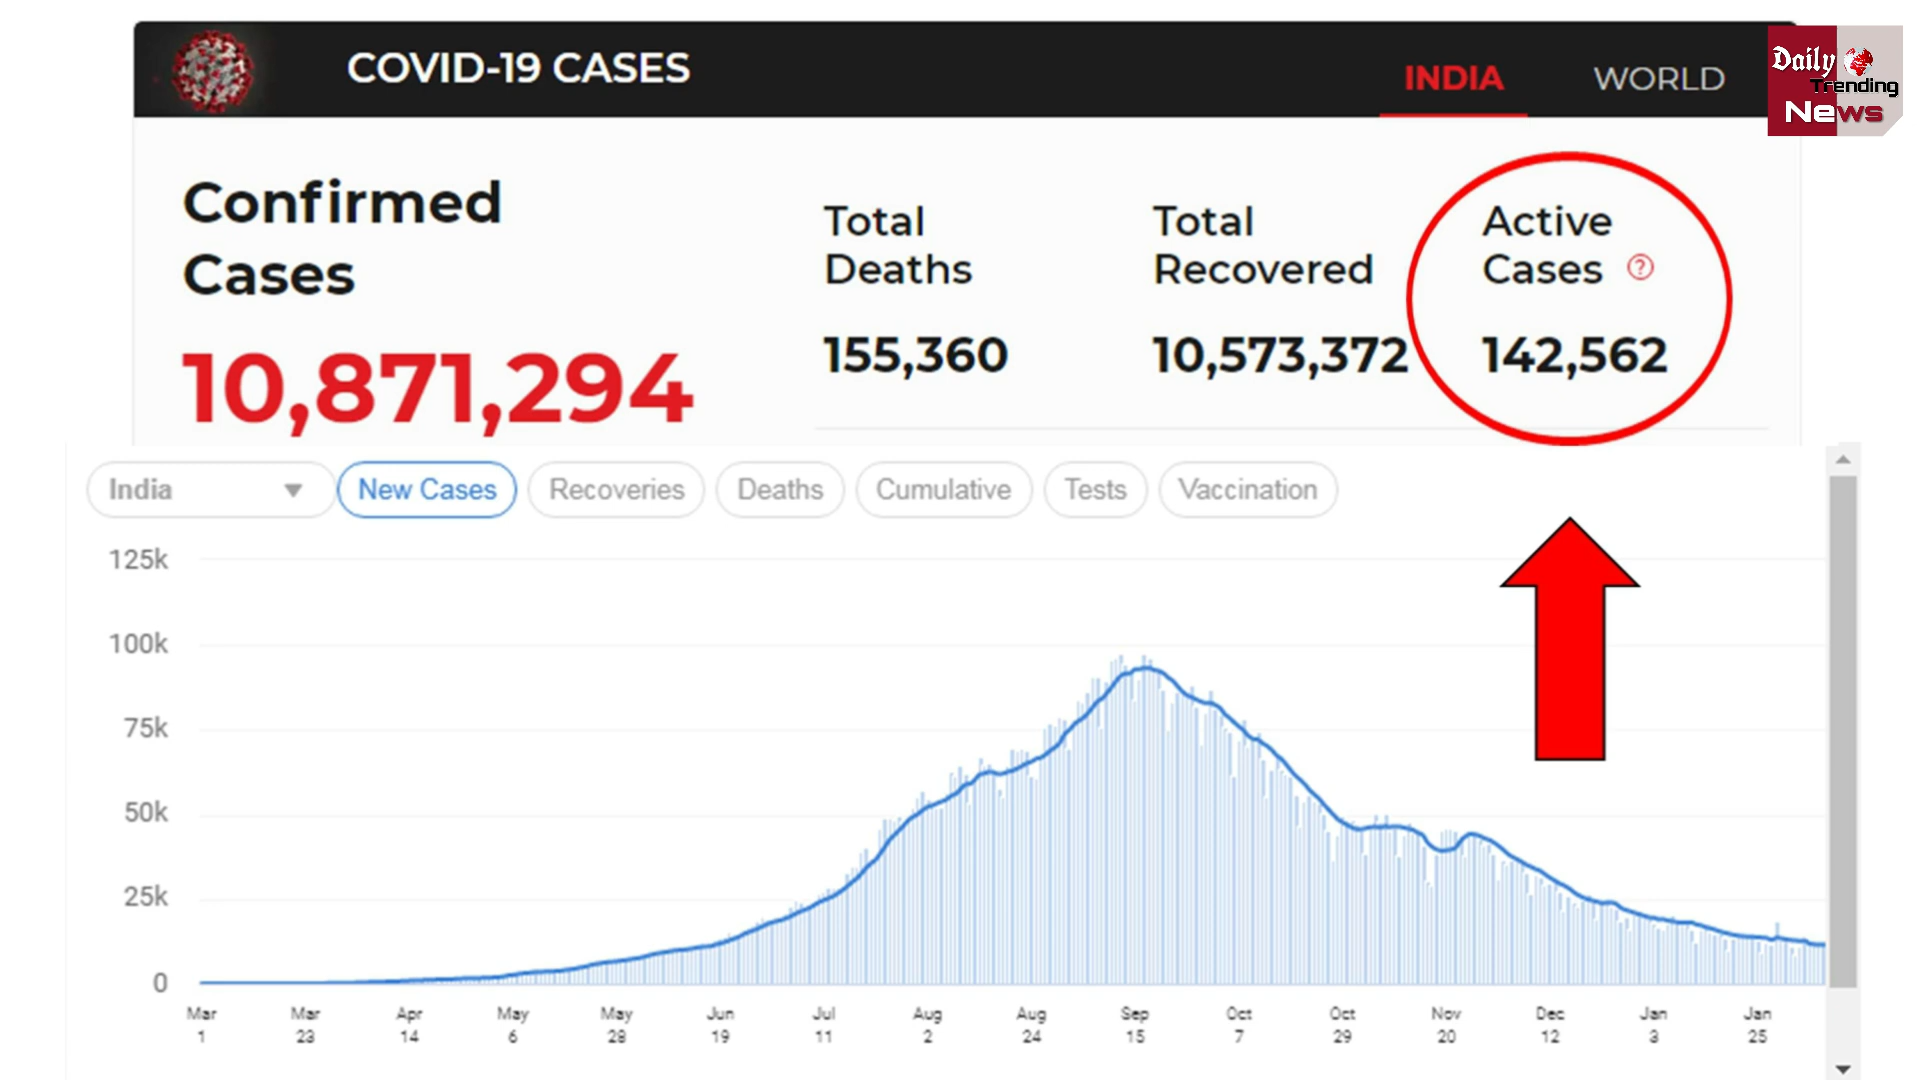 COVID-19 CASES
INDIA
WORLD
Daily
Trending
News
Confirmed
Cases
10,871,294
Total
Deaths
155,360
Total
Recovered
10,573,372
Active
Cases ?
142,562
India
New Cases
Recoveries
Deaths
Cumulative
Tests
Vaccination
125k
100k
75k
50k
25k
0
Mar
1
Mar
23
Apr
14
May
6
May
28
Jun
19
Jul
11
Aug
2
Aug
24
Sep
15
Oct
7
Oct
29
Nov
20
Dec
12
Jan
3
Jan
25